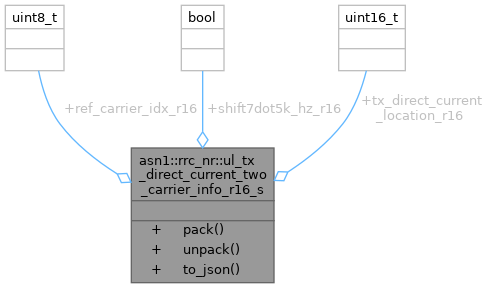 uint8_t
bool
uint16_t
+ref_carrier_idx_r16
+shift7dot5k_hz_r16
+tx_direct_current
_location_r16
asn1::rrc_nr::ul_tx
_direct_current_two
_carrier_info_r16_s
+ pack()
+ unpack()
+ to_json()